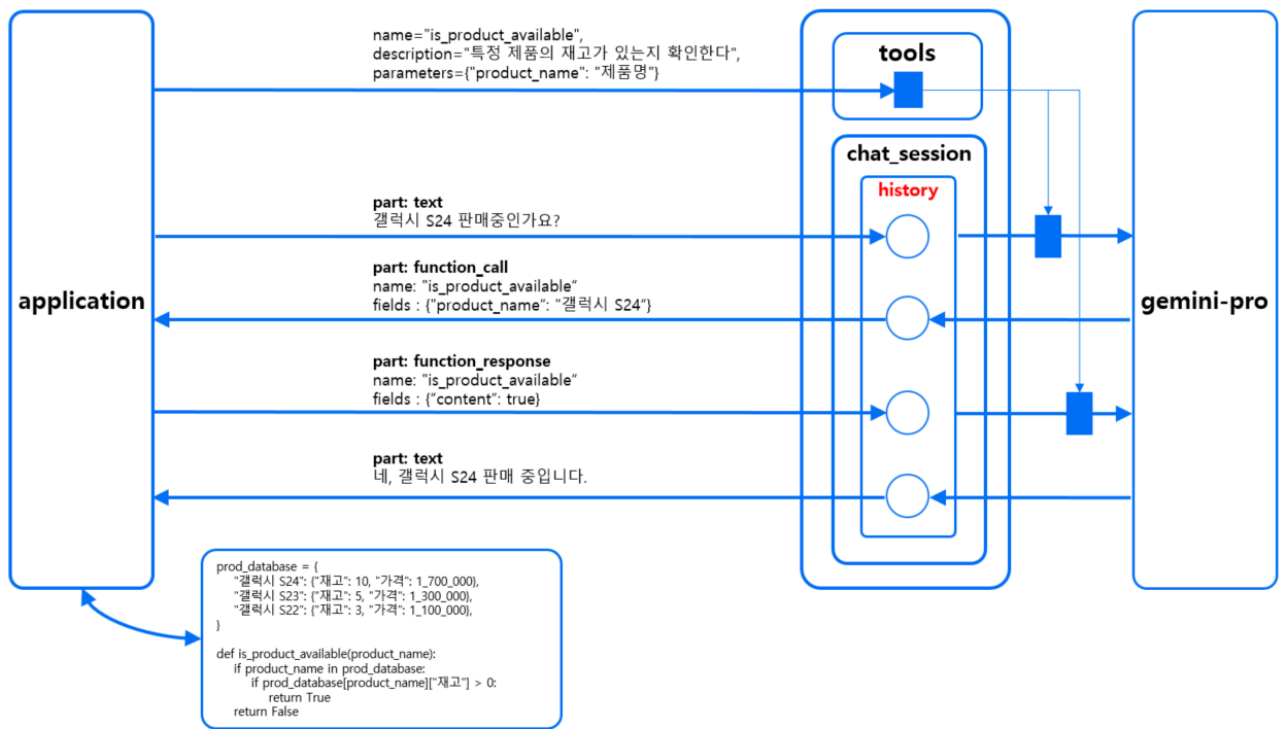 name="is_product_available",
description="특정 제품의 재고가 있는지 확인한다",
parameters={"product_name": "제품명"}
tools
chat_session
history
part: text
갤럭시 S24 판매중인가요?
part: function_call
name: "is_product_available"
fields : {"product_name": "갤럭시 S24"}
application
gemini-pro
part: function_response
name: "is_product_available"
fields : {"content": true}
part: text
네, 갤럭시 S24 판매 중입니다.
prod_database = {
"갤럭시 S24": {"재고": 10, "가격": 1_700_000},
"갤럭시 S23": {"재고": 5, "가격": 1_300_000},
"갤럭시 S22": {"재고": 3, "가격": 1_100_000},
}
def is_product_available(product_name):
if product_name in prod_database:
if prod_database[product_name]["재고"] > 0:
return True
return False